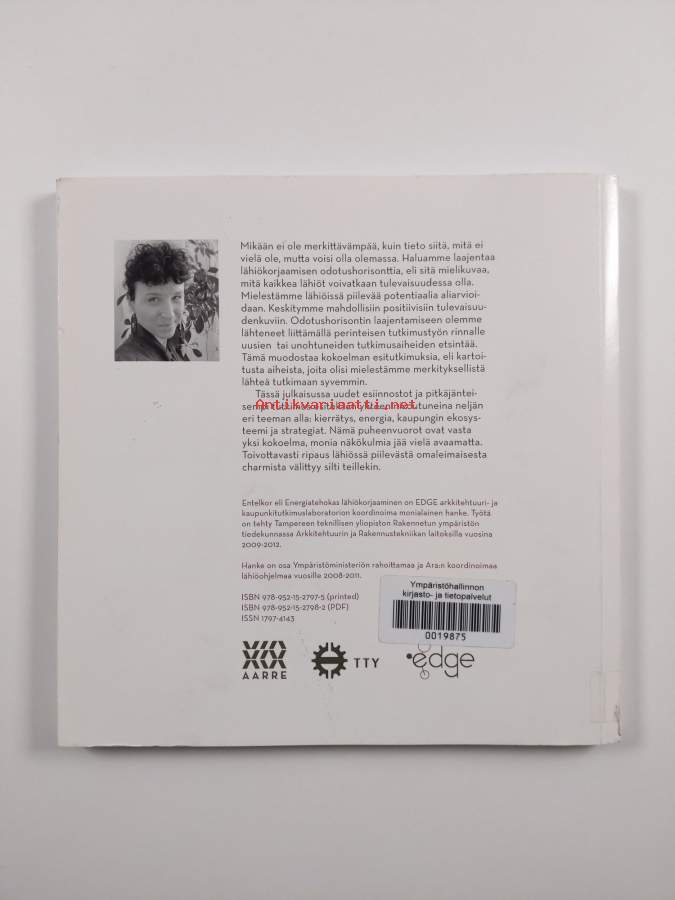 Mikään ei ole merkittävämpää, kuin tieto siitä, mitä ei
vielä ole, mutta voisi olla olemassa. Haluamme laajentaa
lähiökorjaamisen odotushorisonttia, eli sitä mielikuvaa,
mitä kaikkea lähiöt voivatkaan tulevaisuudessa olla.
Mielestämme lähiöissä piilevää potentiaalia aliarvioi-
daan. Keskitymme mahdollisiin positiivisiin tulevaisuu-
denkuviin. Odotushorisontin laajentamiseen olemme
lähteneet liittämällä perinteisen tutkimustyön rinnalle
uusien tai unohtuneiden tutkimusaiheiden etsintää.
Tämä muodostaa kokoelman esitutkimuksia, eli kartoi-
tusta aiheista, joita olisi mielestämme merkityksellistä
lähteä tutkimaan syvemmin.
Tässä julkaisussa uudet esiinnostot ja pitkäjäntei-
Antikvariaatti.net
eri teeman alla: kierrätys, energia, kaupungin ekosys-
teemi ja strategiat. Nämä puheenvuorot ovat vasta
yksi kokoelma, monia näkökulmia jää vielä avaamatta.
Toivottavasti ripaus lähiössä piilevästä omaleimaisesta
charmista välittyy silti teillekin.
Entelkor eli Energiatehokas lähiökorjaaminen on EDGE arkkitehtuuri- ja
kaupunkitutkimuslaboratorion koordinoima monialainen hanke. Työtä
on tehty Tampereen teknillisen yliopiston Rakennetun ympäristön
tiedekunnassa Arkkitehtuurin ja Rakennustekniikan laitoksilla vuosina
2009-2012.
Hanke on osa Ympäristöministeriön rahoittamaa ja Ara:n koordinoimaa
lähiöohjelmaa vuosille 2008-2011.
ISBN 978-952-15-2797-5 (printed)
ISBN 978-952-15-2798-2 (PDF)
ISSN 1797-4143
Ympäristöhallinnon
kirjasto- ja tietopalvelut
0019875
AARRE
TTY
edge